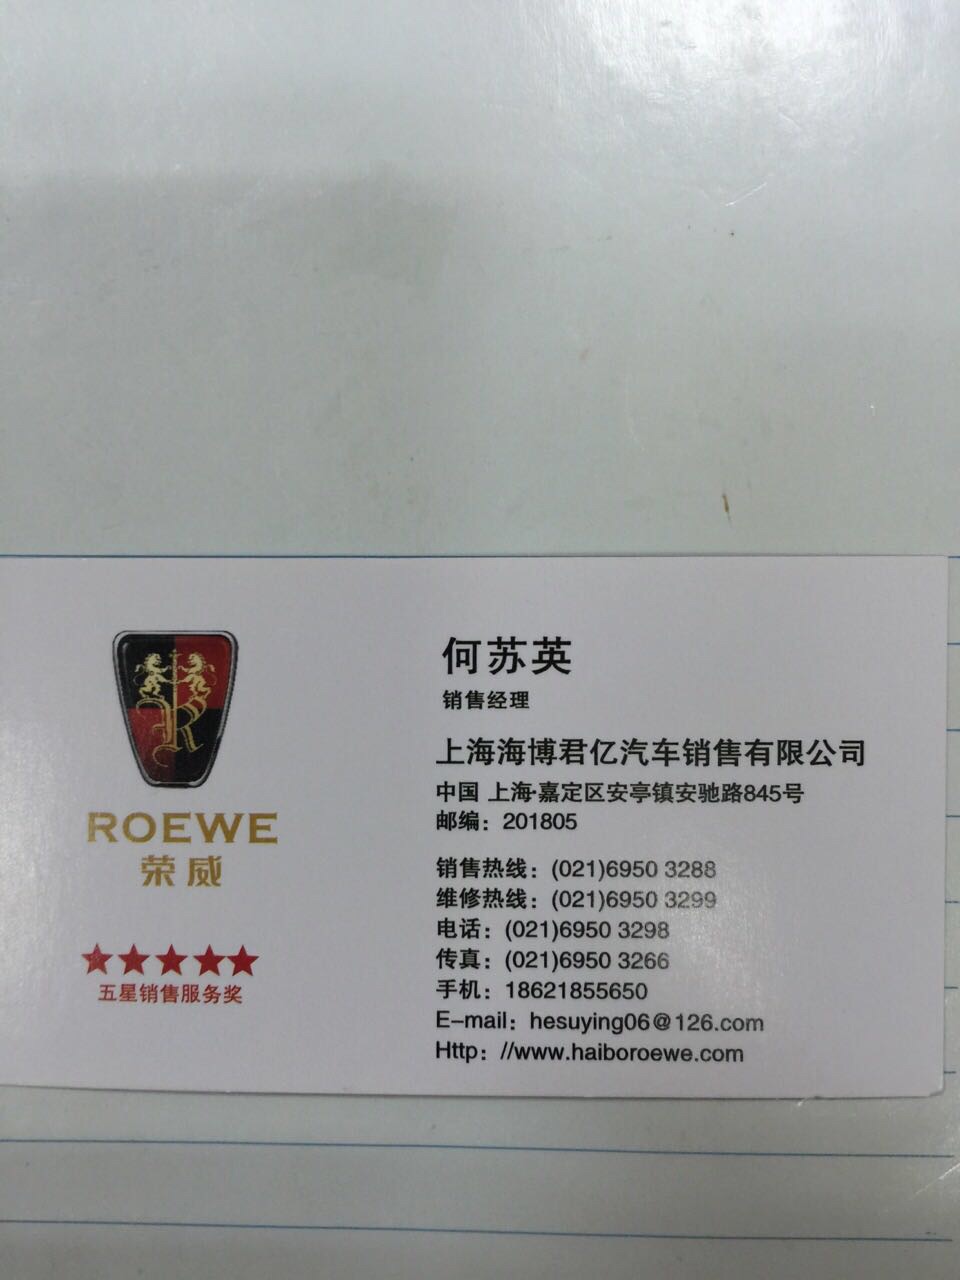 ROEWE
荣威
五星销售服务奖
何苏英
销售经理
上海海博君亿汽车销售有限公司
中国 上海·嘉定区安亭镇安驰路845号
邮编：201805
销售热线：(021)6950 3288
维修热线：(021)6950 3299
电话：(021)6950 3298
传真：(021)6950 3266
手机：18621855650
E-mail：hesuying06@126.com
Http：//www.haiboroewe.com